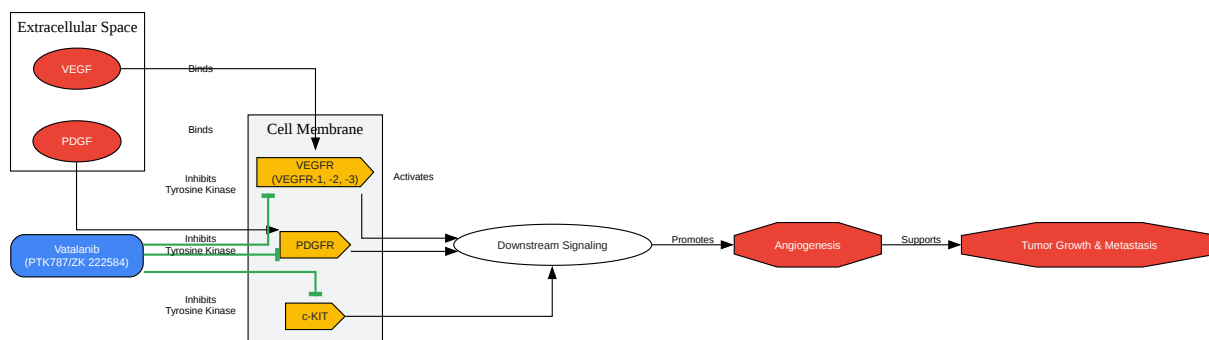 Extracellular Space
VEGF
Binds
PDGF
Binds
Cell Membrane
VEGFR
(VEGFR-1, -2, -3)
Activates
Inhibits
Tyrosine Kinase
Vatalanib
(PTK787/ZK 222584)
Inhibits
Tyrosine Kinase
PDGFR
Downstream Signaling
Promotes
Angiogenesis
Supports
Tumor Growth & Metastasis
Inhibits
Tyrosine Kinase
c-KIT